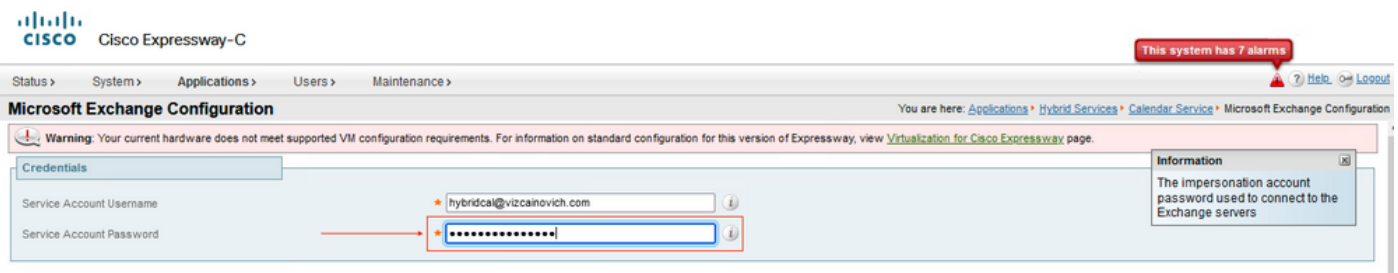 CISCO Cisco Expressway-C
This system has 7 alarms
Status > System > Applications > Users > Maintenance > Help Logout
Microsoft Exchange Configuration You are here: Applications Hybrid Services Calendar Service Microsoft Exchange Configuration
Warning: Your current hardware does not meet supported VM configuration requirements. For information on standard configuration for this version of Expressway, view Virtualization for Cisco Expressway page.
Credentials
Service Account Username * hybridcal@vizcainovich.com i
Service Account Password * ••••••••••••••• i
Information
The impersonation account
password used to connect to the
Exchange servers